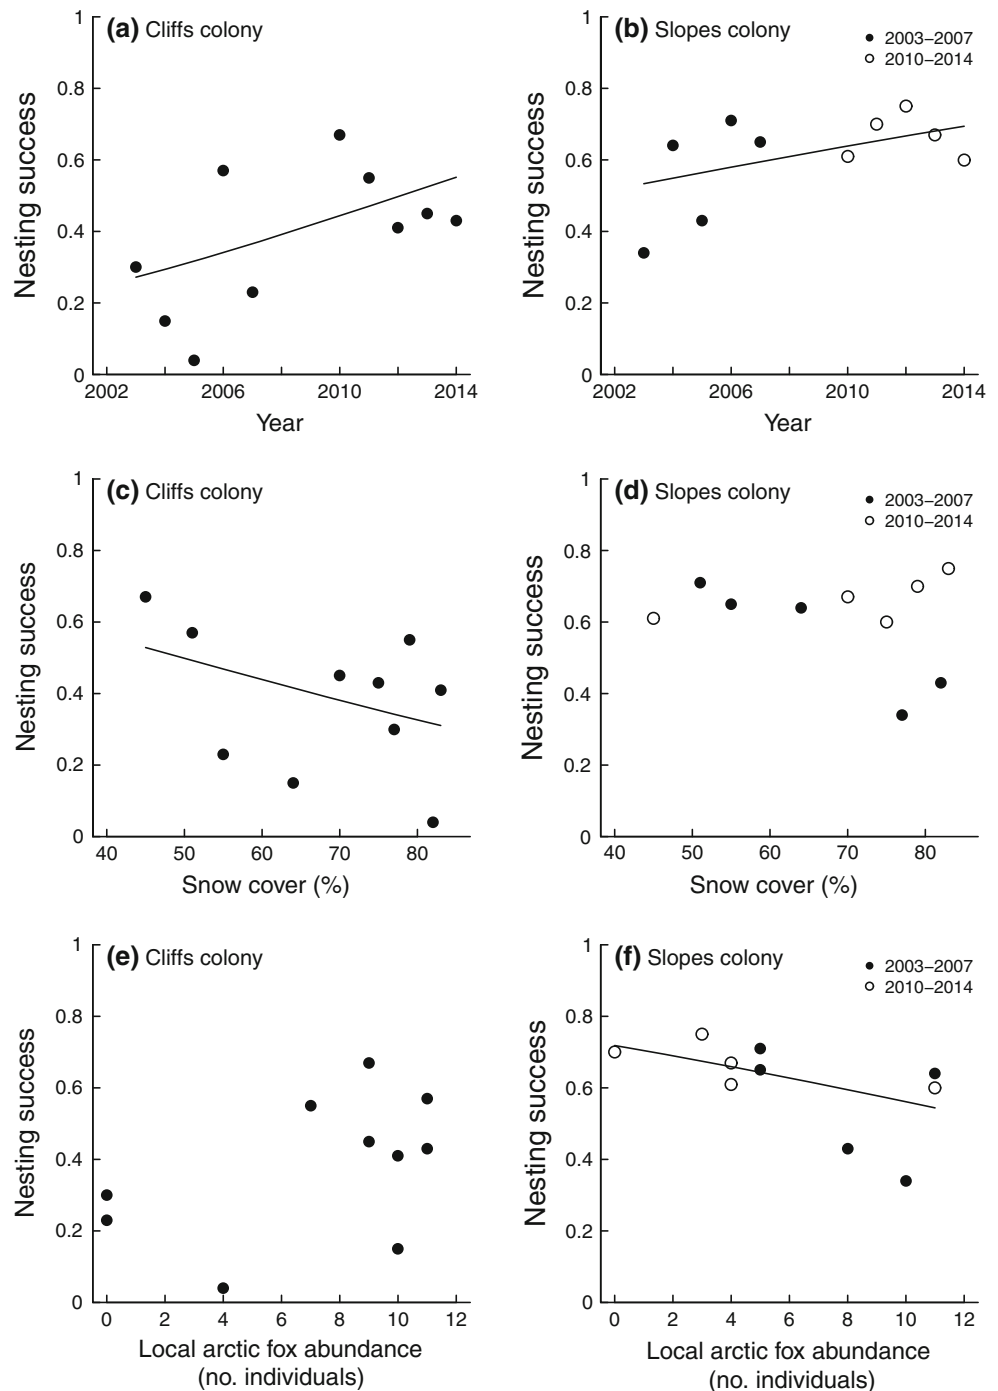 (a) Cliffs colony
1
0.8
0.6
0.4
0.2
0
Nesting success
2002 2006 2010 2014
Year
(b) Slopes colony
2003–2007
2010–2014
1
0.8
0.6
0.4
0.2
0
Nesting success
2002 2006 2010 2014
Year
(c) Cliffs colony
1
0.8
0.6
0.4
0.2
0
Nesting success
40 50 60 70 80
Snow cover (%)
(d) Slopes colony
2003–2007
2010–2014
1
0.8
0.6
0.4
0.2
0
Nesting success
40 50 60 70 80
Snow cover (%)
(e) Cliffs colony
1
0.8
0.6
0.4
0.2
0
Nesting success
0 2 4 6 8 10 12
Local arctic fox abundance
(no. individuals)
(f) Slopes colony
2003–2007
2010–2014
1
0.8
0.6
0.4
0.2
0
Nesting success
0 2 4 6 8 10 12
Local arctic fox abundance
(no. individuals)